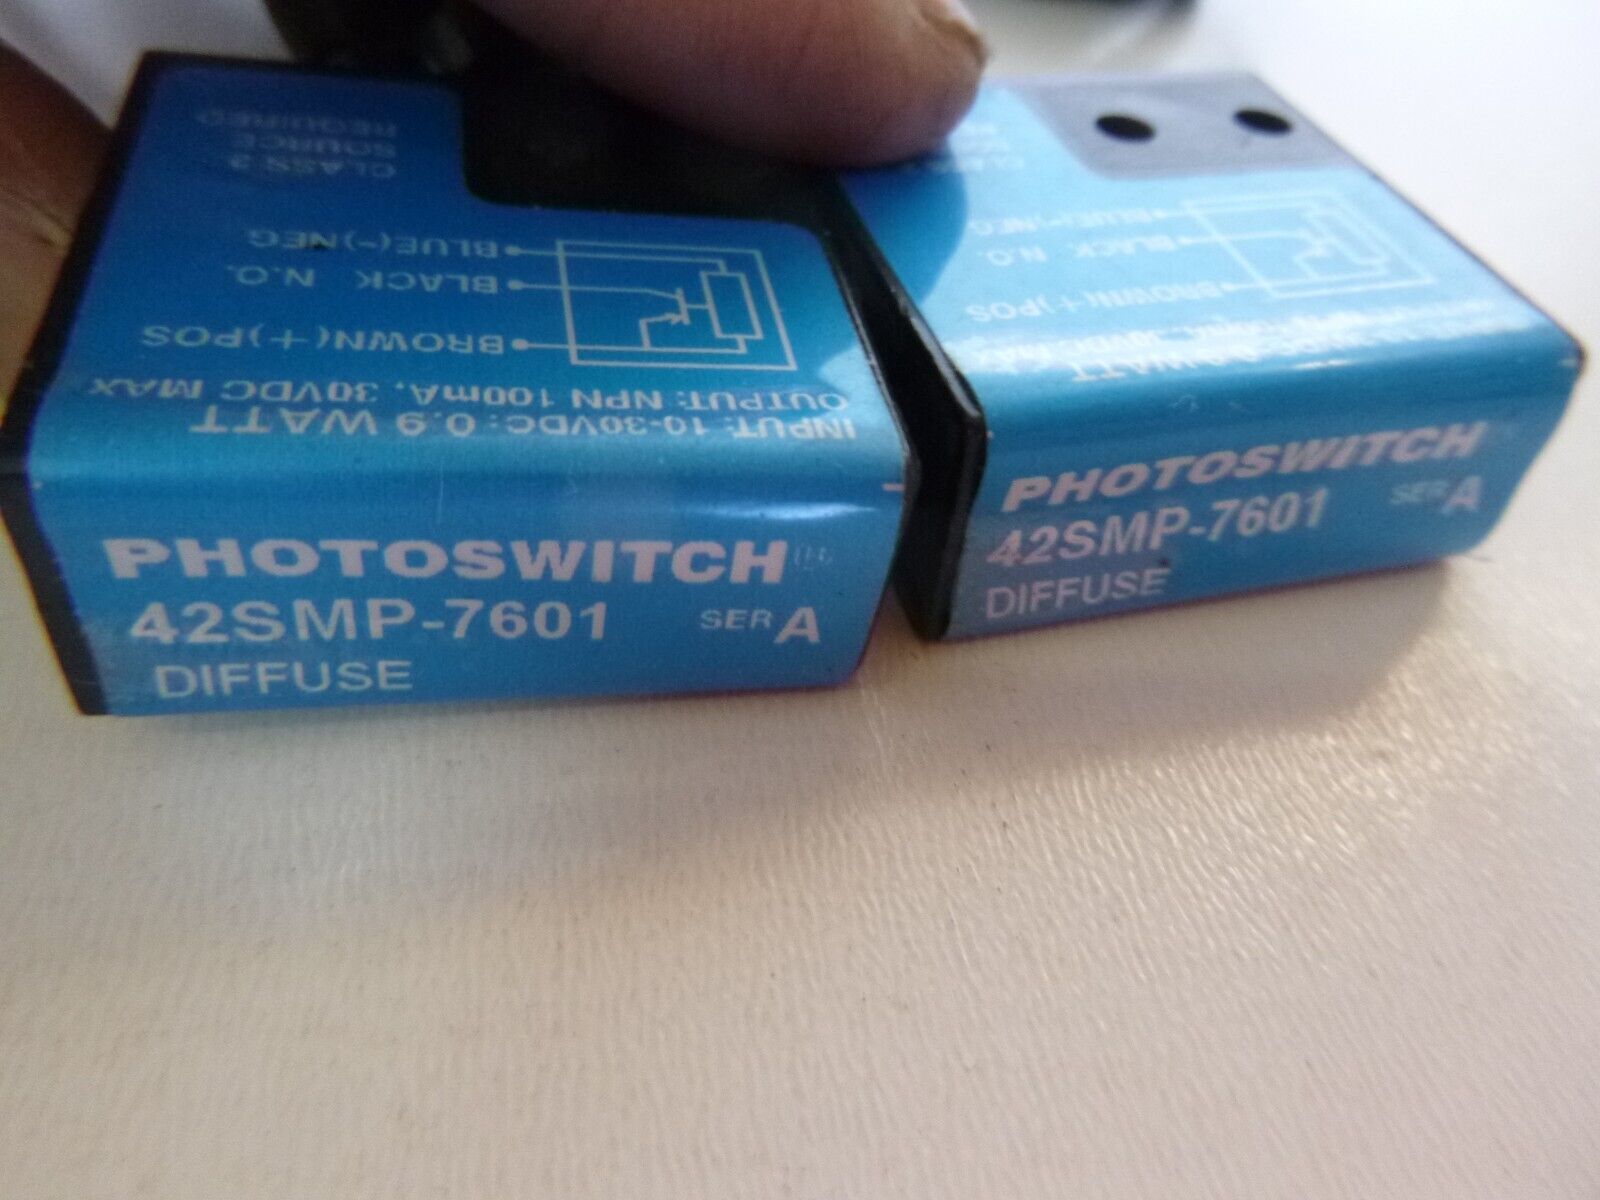 CLASS 2
SOURCE
REQUIRED
BLUE(-)NEG
BLACK N.O.
BROWN(+)POS
INPUT: 10-30VDC: 0.9 WATT
OUTPUT: NPN 100mA, 30VDC MAX
PHOTOSWITCH
42SMP-7601 SER A
DIFFUSE
BLUE(-)NEG
BLACK N.O.
BROWN(+)POS
WATT
PHOTOSWITCH
42SMP-7601 SER A
DIFFUSE